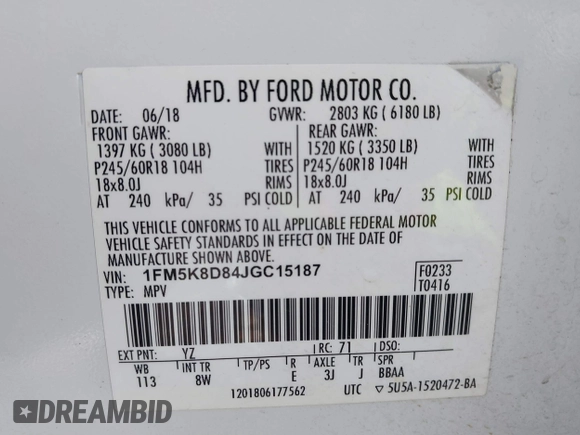 MFD. BY FORD MOTOR CO.
DATE: 06/18 GVWR: 2803 KG ( 6180 LB)
FRONT GAWR: REAR GAWR:
1397 KG ( 3080 LB) WITH 1520 KG ( 3350 LB) WITH
P245/60R18 104H TIRES P245/60R18 104H TIRES
18x8.0J RIMS 18x8.0J RIMS
AT 240 kPa/ 35 PSI COLD AT 240 kPa/ 35 PSI COLD
THIS VEHICLE CONFORMS TO ALL APPLICABLE FEDERAL MOTOR
VEHICLE SAFETY STANDARDS IN EFFECT ON THE DATE OF
MANUFACTURE SHOWN ABOVE.
VIN: 1FM5K8D84JGC15187 F0233
TYPE: MPV T0416
EXT PNT: YZ RC: 71 DSO:
WB INT TR TP/PS R AXLE TR SPR
113 8W E 3J J BBAA
1201806177562 UTC ▽ 5U5A-1520472-BA
DREAMBID